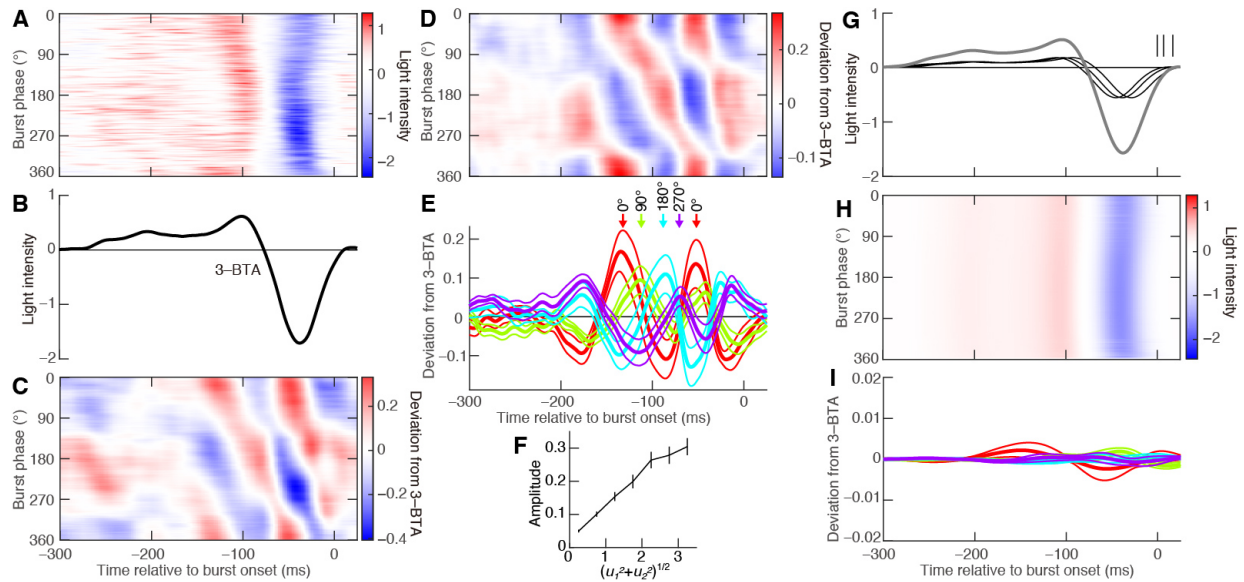 A
0
90
180
270
360
Burst phase (°)
1
0
−1
−2
Light intensity
B
1
0
−1
−2
Light intensity
3−BTA
C
0
90
180
270
360
Burst phase (°)
−300
−200
−100
0
Time relative to burst onset (ms)
0.2
0
−0.2
−0.4
Deviation from 3−BTA
D
0
90
180
270
360
Burst phase (°)
0.2
0
−0.1
Deviation from 3−BTA
E
0°
90°
180°
270°
0°
0.2
0.1
0
−0.1
Deviation from 3−BTA
−300
−200
−100
0
Time relative to burst onset (ms)
F
0.3
0.2
0.1
Amplitude
0
1
2
3
(u₁²+u₂²)^1/2
G
1
0
−1
−2
Light intensity
H
0
90
180
270
360
Burst phase (°)
1
0
−1
−2
Light intensity
I
0.02
0.01
0
−0.01
−0.02
Deviation from 3−BTA
−300
−200
−100
0
Time relative to burst onset (ms)